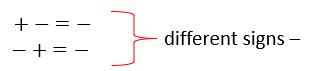 + − = −
− + = −
different signs −